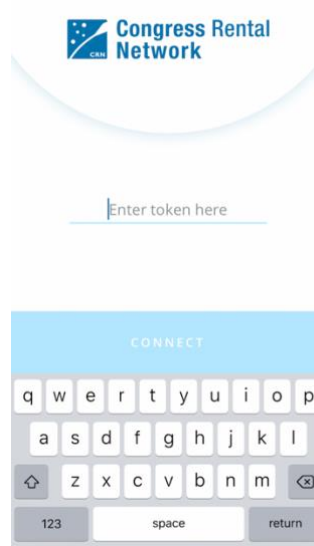 Congress Rental
CRN Network
Enter token here
CONNECT
q w e r t y u i o p
a s d f g h j k l
z x c v b n m
123 space return